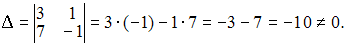 Δ = |3 1; 7 −1| = 3·(−1) − 1·7 = −3 − 7 = −10 ≠ 0.